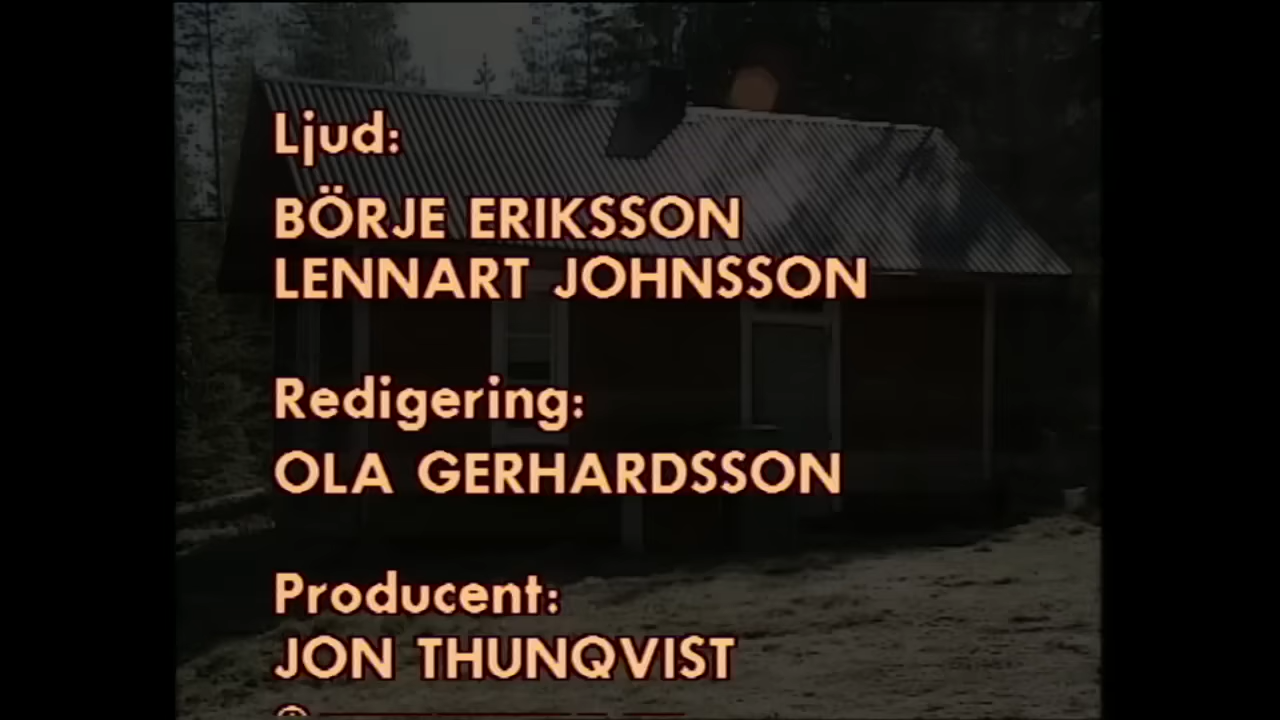 Ljud:
BÖRJE ERIKSSON
LENNART JOHNSSON
Redigering:
OLA GERHARDSSON
Producent:
JON THUNQVIST
©